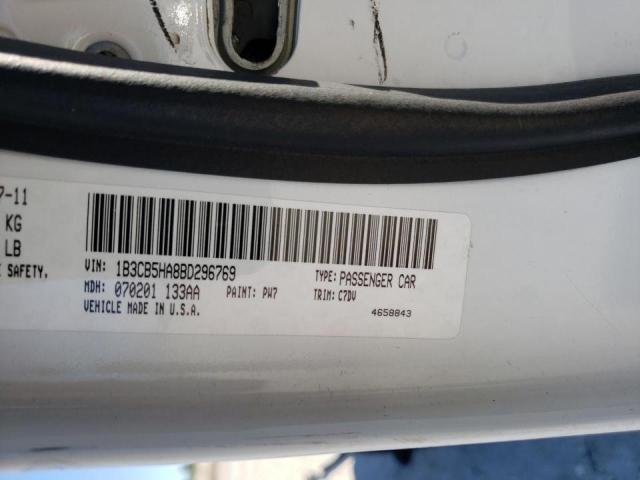 7-11
KG
LB
SAFETY.
VIN: 1B3CB5HA8BD296769
TYPE: PASSENGER CAR
MDH: 070201 133AA
PAINT: PW7
TRIM: C7DV
VEHICLE MADE IN U.S.A.
4658843